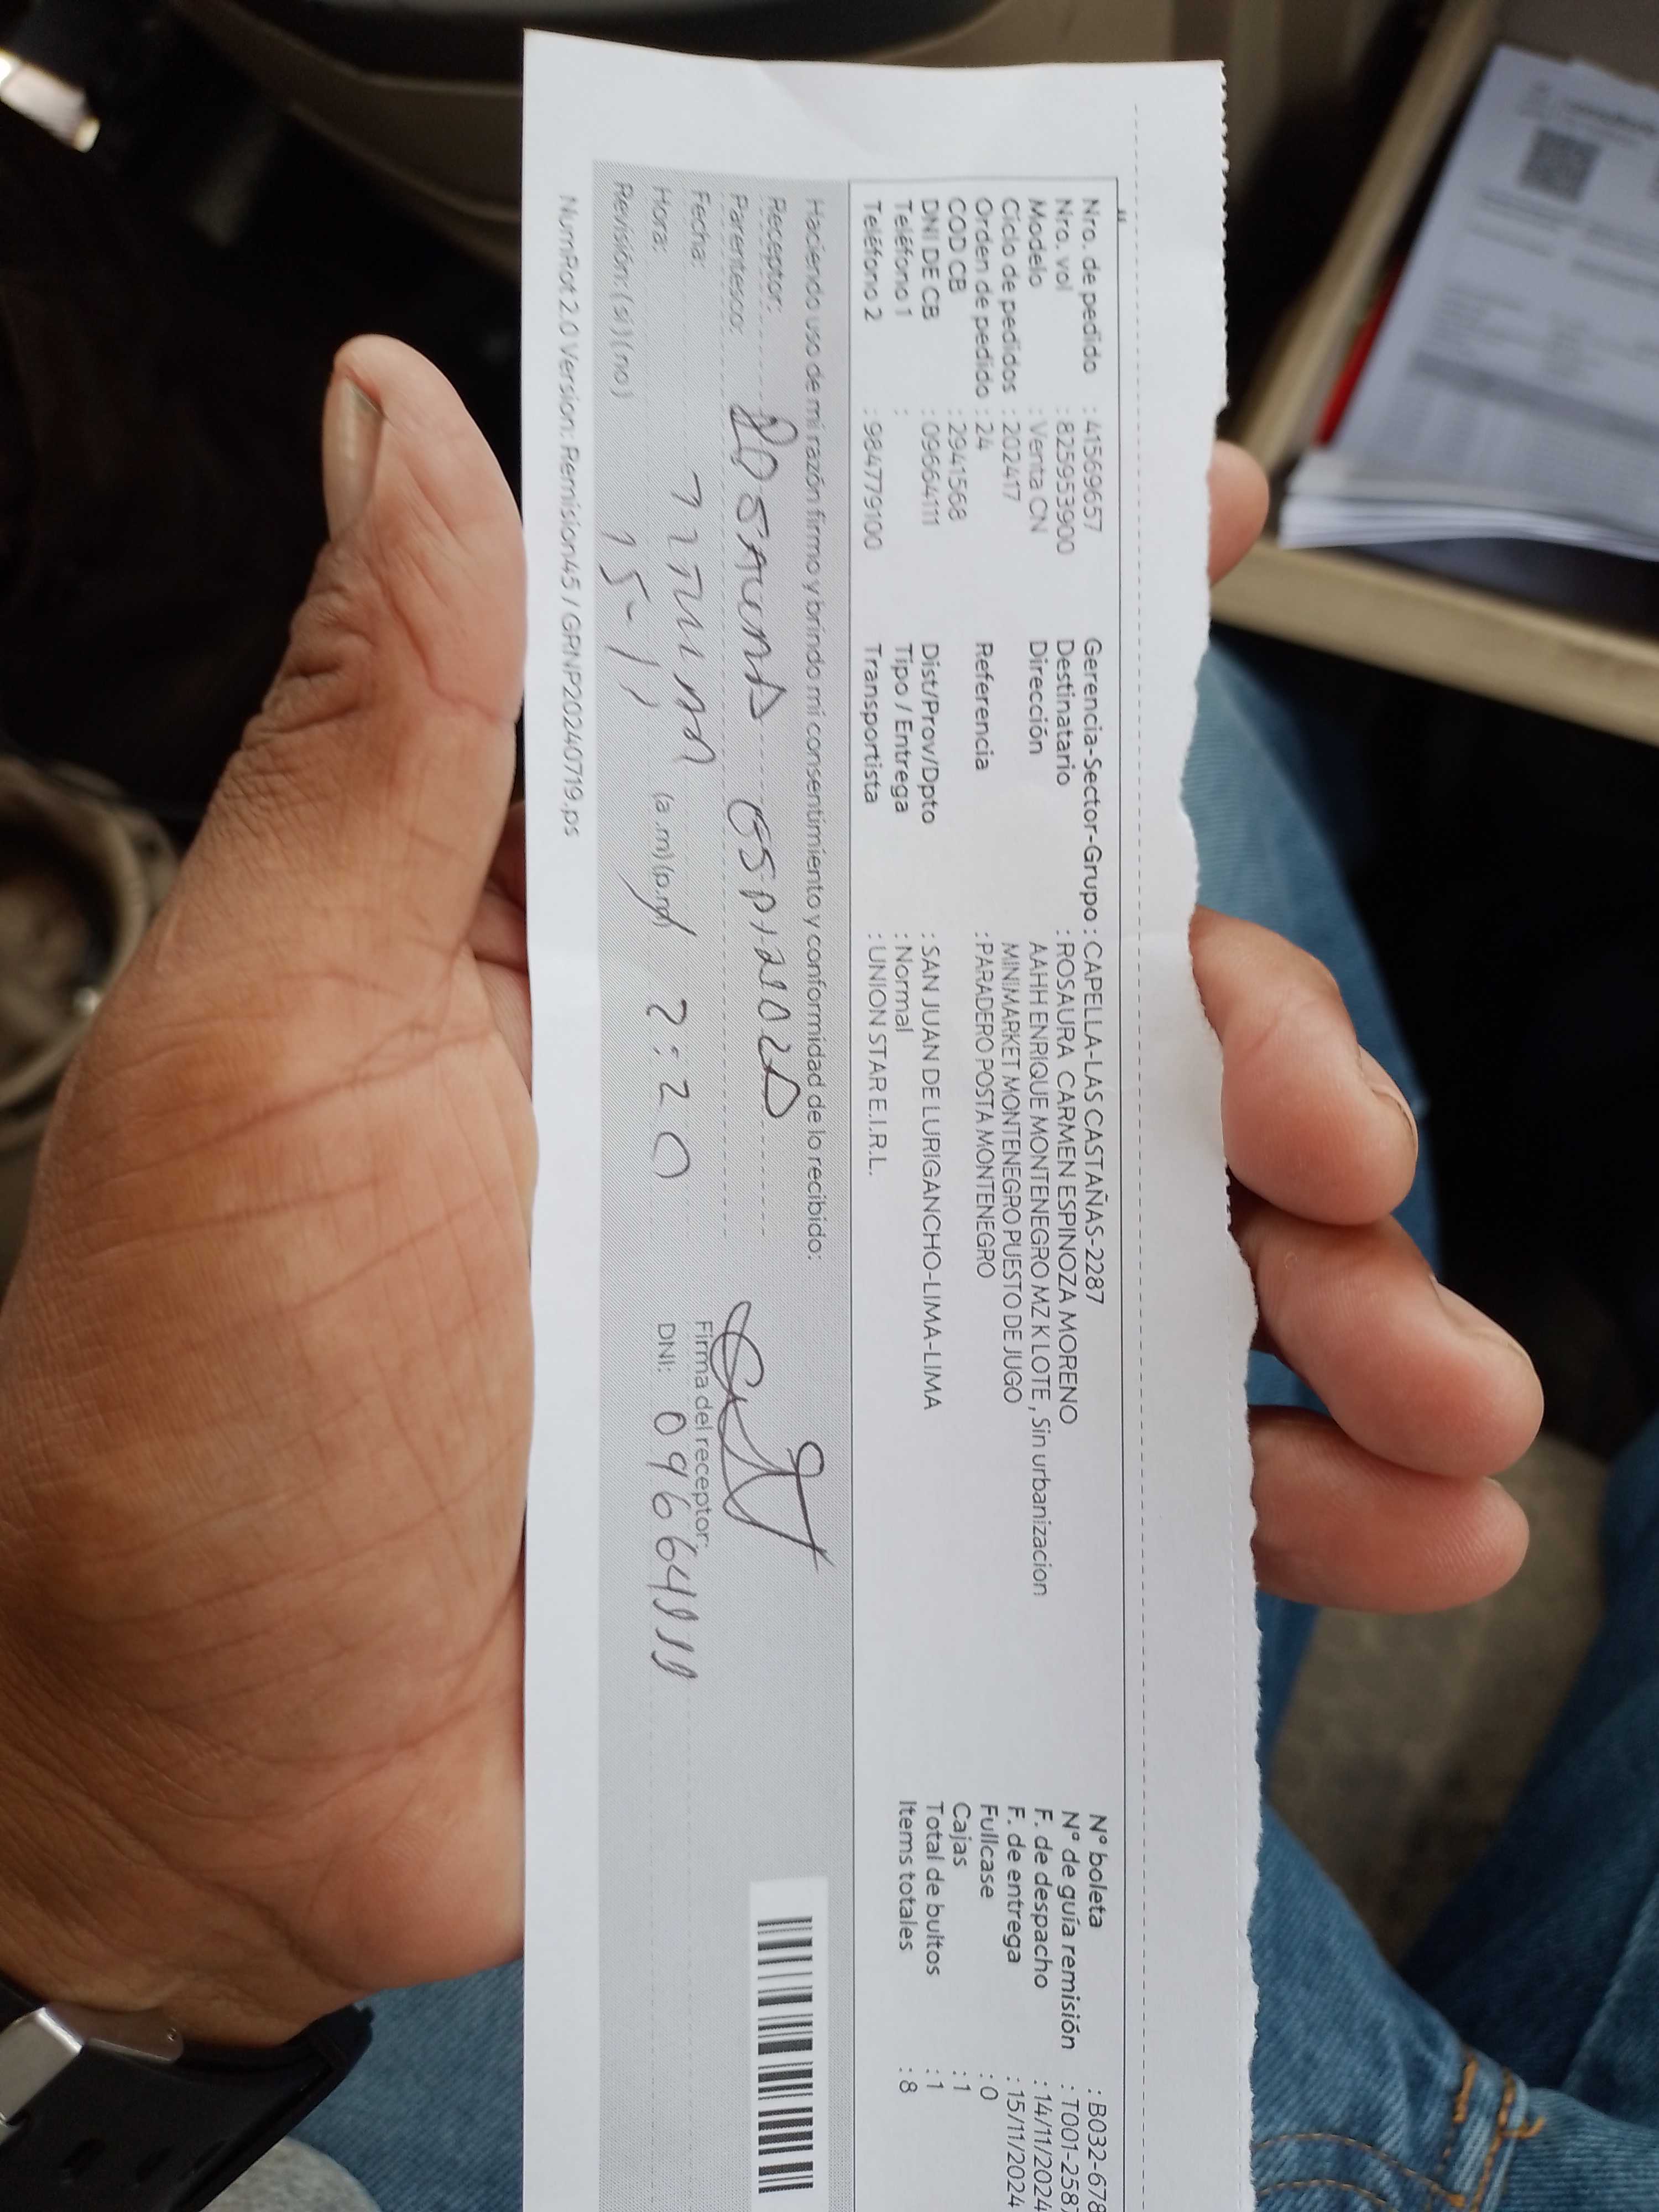 Nro. de pedido : 41569657
Nro. vol : 825953900
Modelo : Venta CN
Ciclo de pedidos : 202417
Orden de pedido : 24
COD CB : 2941568
DNI DE CB : 09664111
Teléfono 1 :
Teléfono 2 : 984779100
Gerencia-Sector-Grupo : CAPELLA-LAS CASTAÑAS-2287
Destinatario : ROSAURA CARMEN ESPINOZA MORENO
Dirección AAHH ENRIQUE MONTENEGRO MZ K LOTE , Sin urbanizacion
MINIMARKET MONTENEGRO PUESTO DE JUGO
Referencia : PARADERO POSTA MONTENEGRO
Dist/Prov/Dpto : SAN JUAN DE LURIGANCHO-LIMA-LIMA
Tipo / Entrega : Normal
Transportista : UNION STAR E.I.R.L.
N° boleta : B032-678
N° de guía remisión : T001-2587
F. de despacho : 14/11/2024
F. de entrega : 15/11/2024
Fullcase : 0
Cajas : 1
Total de bultos : 1
Items totales : 8
Haciendo uso de mi razón firmo y brindo mi consentimiento y conformidad de lo recibido:
Receptor: ROSAURA ESPINOZA
Parentesco:
Fecha:
Hora: (a.m) (p.m) 2:20
Revisión: (si) (no) 15-11
Firma del receptor:
DNI: 09664111
NumRot 2.0 Version: Remision45 / GRNP20240719.ps